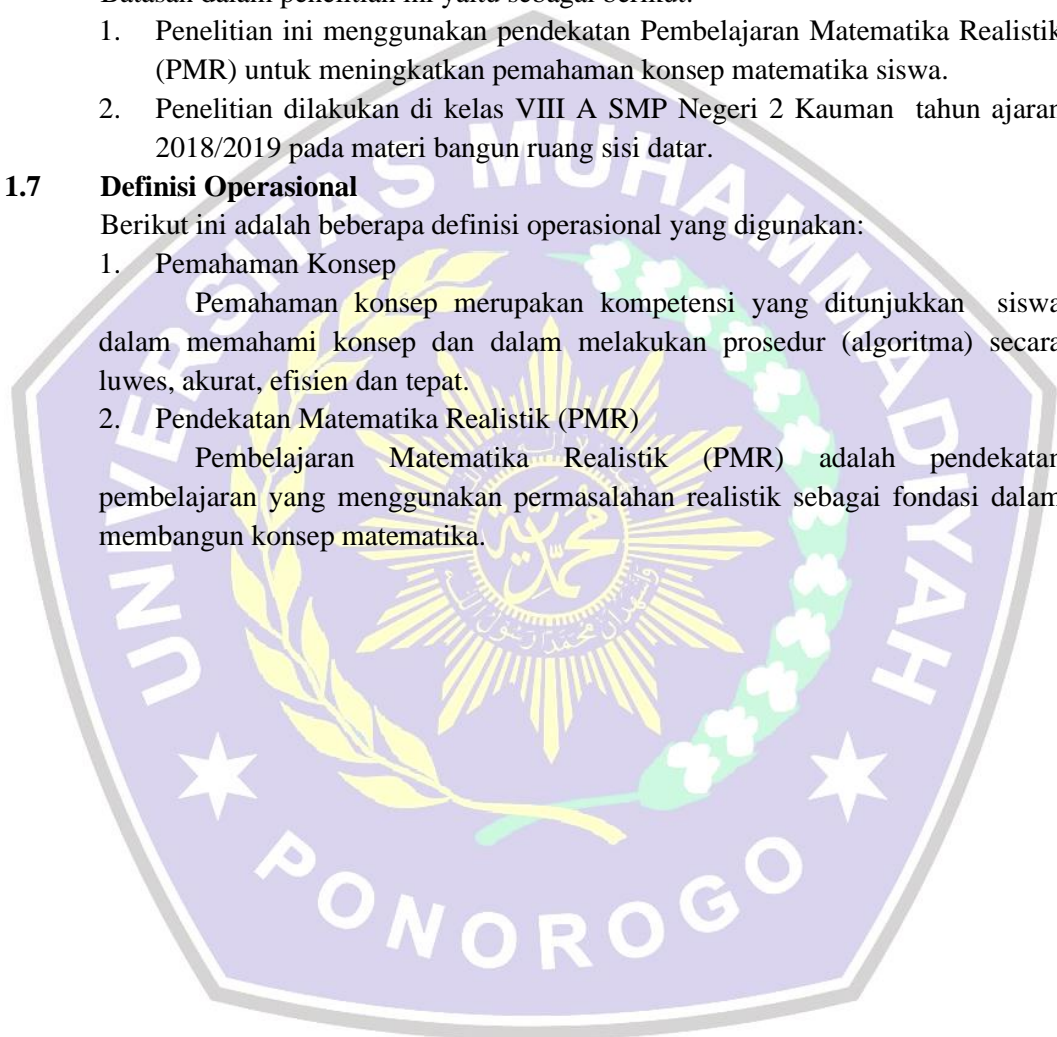 Batasan dalam penelitian ini yaitu sebagai berikut:
1. Penelitian ini menggunakan pendekatan Pembelajaran Matematika Realistik
(PMR) untuk meningkatkan pemahaman konsep matematika siswa.
2. Penelitian dilakukan di kelas VIII A SMP Negeri 2 Kauman tahun ajaran
2018/2019 pada materi bangun ruang sisi datar.
1.7 Definisi Operasional
Berikut ini adalah beberapa definisi operasional yang digunakan:
1. Pemahaman Konsep
Pemahaman konsep merupakan kompetensi yang ditunjukkan siswa
dalam memahami konsep dan dalam melakukan prosedur (algoritma) secara
luwes, akurat, efisien dan tepat.
2. Pendekatan Matematika Realistik (PMR)
Pembelajaran Matematika Realistik (PMR) adalah pendekatan
pembelajaran yang menggunakan permasalahan realistik sebagai fondasi dalam
membangun konsep matematika.
UNIVERSITAS MUHAMMADIYAH
PONOROGO